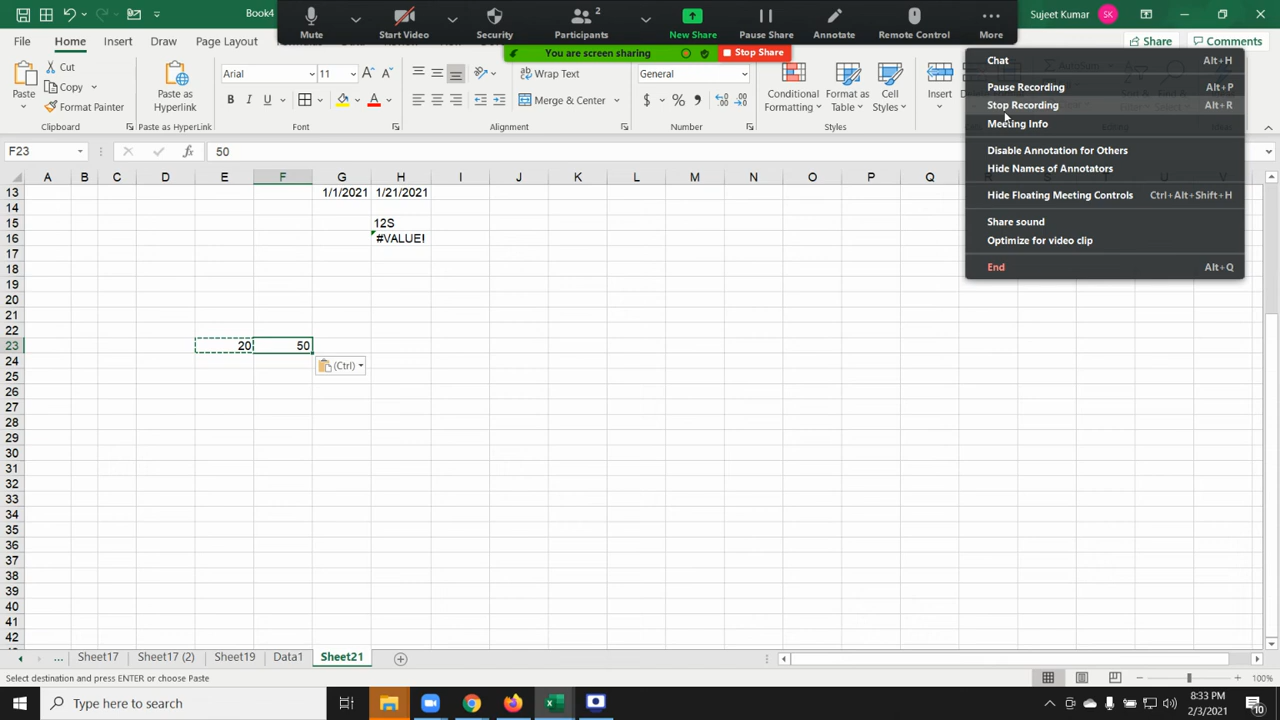 Book4
Mute
Start Video
Security
2
Participants
New Share
Pause Share
Annotate
Remote Control
More
Sujeet Kumar
SK
You are screen sharing
Stop Share
File
Home
Insert
Draw
Page Layout
Share
Comments
Paste
Cut
Copy
Format Painter
Clipboard
Paste as Hyperlink
Paste as Hyperlink
Arial
11
B I U
A
Font
Wrap Text
Merge & Center
Alignment
General
$ % ,
Number
Conditional Formatting
Format as Table
Cell Styles
Styles
Insert
Chat Alt+H
Pause Recording Alt+P
Stop Recording Alt+R
Meeting Info
Disable Annotation for Others
Hide Names of Annotators
Hide Floating Meeting Controls Ctrl+Alt+Shift+H
Share sound
Optimize for video clip
End Alt+Q
F23
fx
50
A B C D E F G H I J K L M N O P Q
13 1/1/2021 1/21/2021
14
15 12S
16 #VALUE!
17
18
19
20
21
22
23 20 50
24 (Ctrl)
25
26
27
28
29
30
31
32
33
34
35
36
37
38
39
40
41
42
... Sheet17 Sheet17 (2) Sheet19 Data1 Sheet21
Select destination and press ENTER or choose Paste
100%
Type here to search
8:33 PM
2/3/2021
10